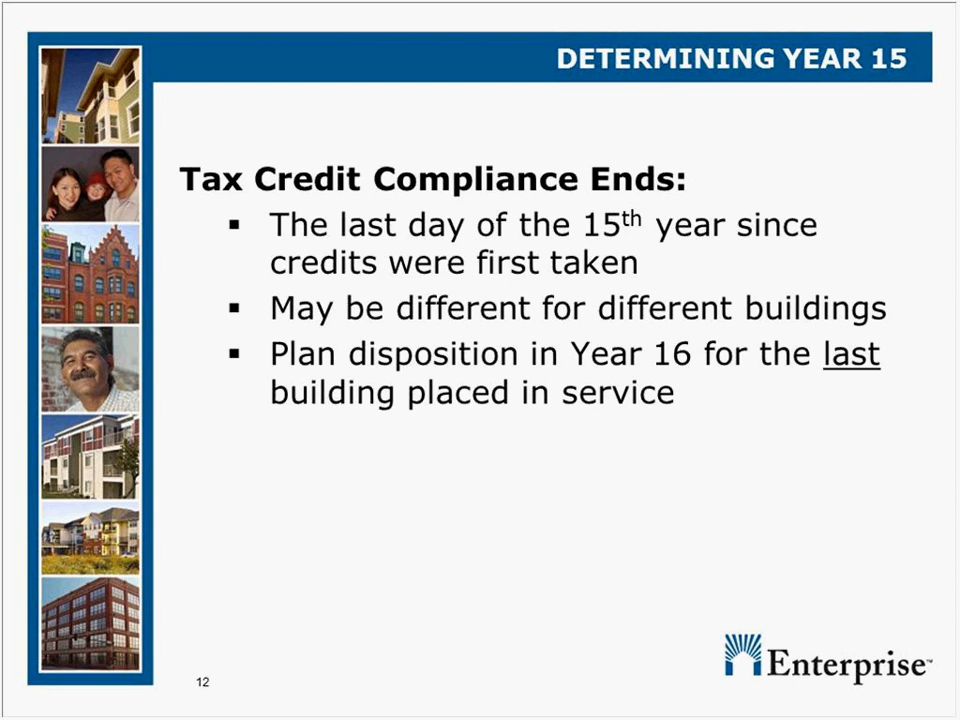 DETERMINING YEAR 15
Tax Credit Compliance Ends:
▪ The last day of the 15th year since
credits were first taken
▪ May be different for different buildings
▪ Plan disposition in Year 16 for the last
building placed in service
Enterprise™
12